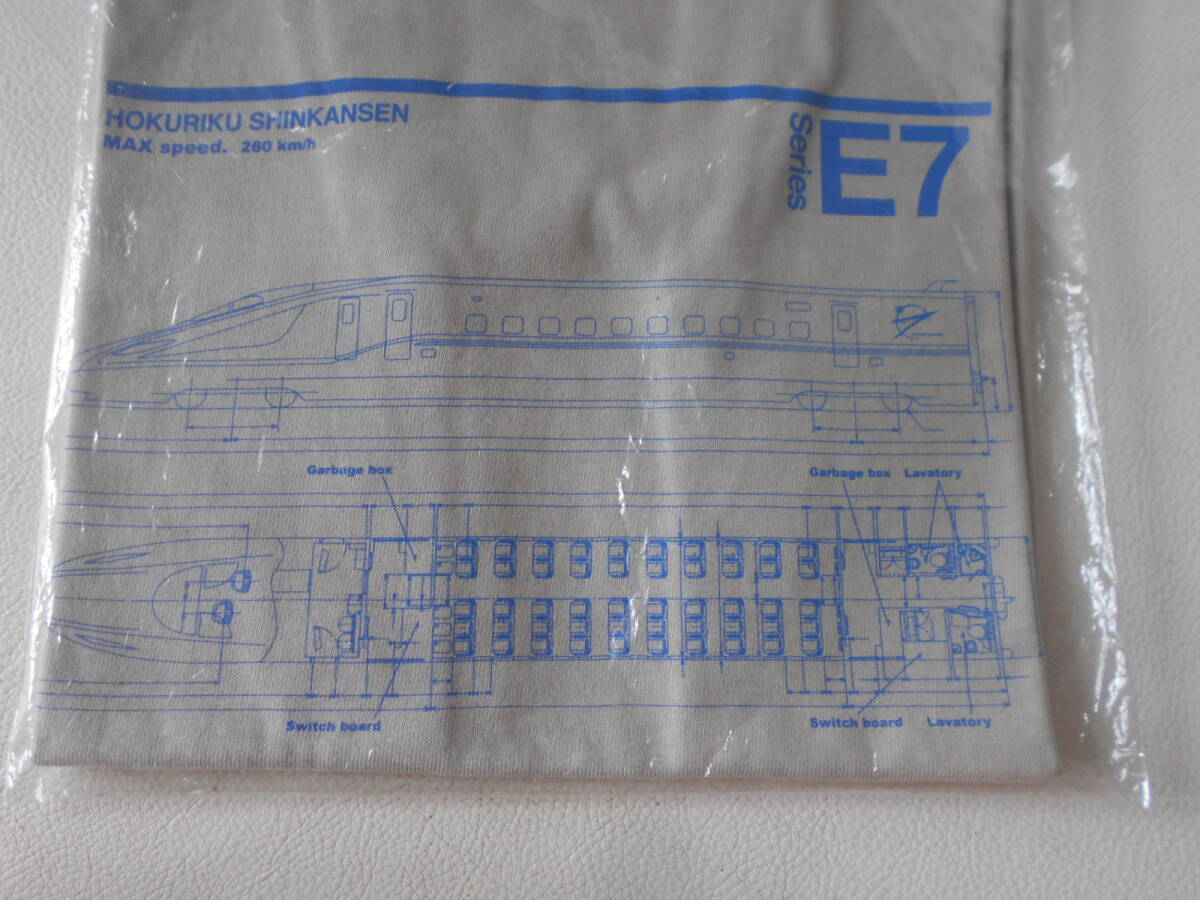 HOKURIKU SHINKANSEN
MAX speed. 260 km/h
Series E7
Garbage box
Garbage box Lavatory
Switch board
Switch board Lavatory